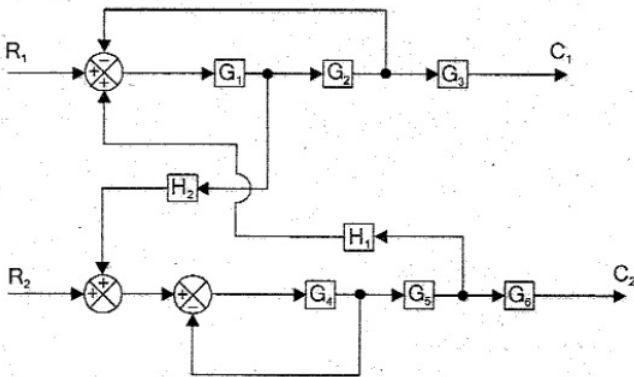 R₁ G₁ G₂ G₃ C₁
H₂
H₁
R₂ G₄ G₅ G₆ C₂